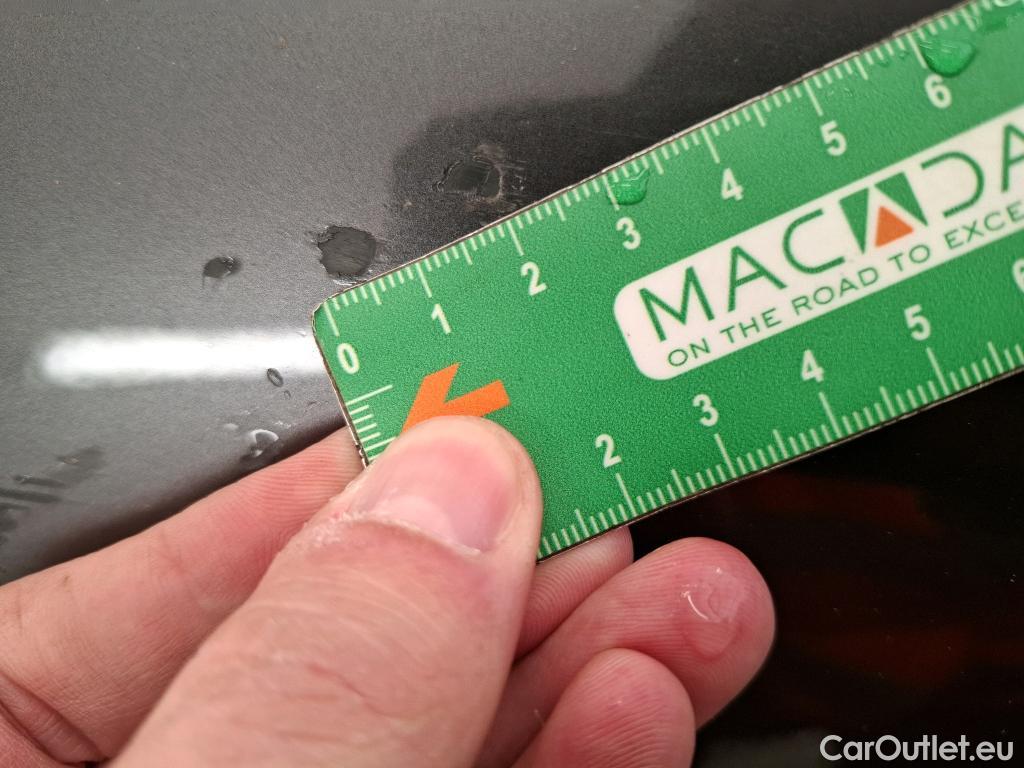 0 1 2 3 4 5 6
MACADA
ON THE ROAD TO EXCE
2 3 4 5
CarOutlet.eu